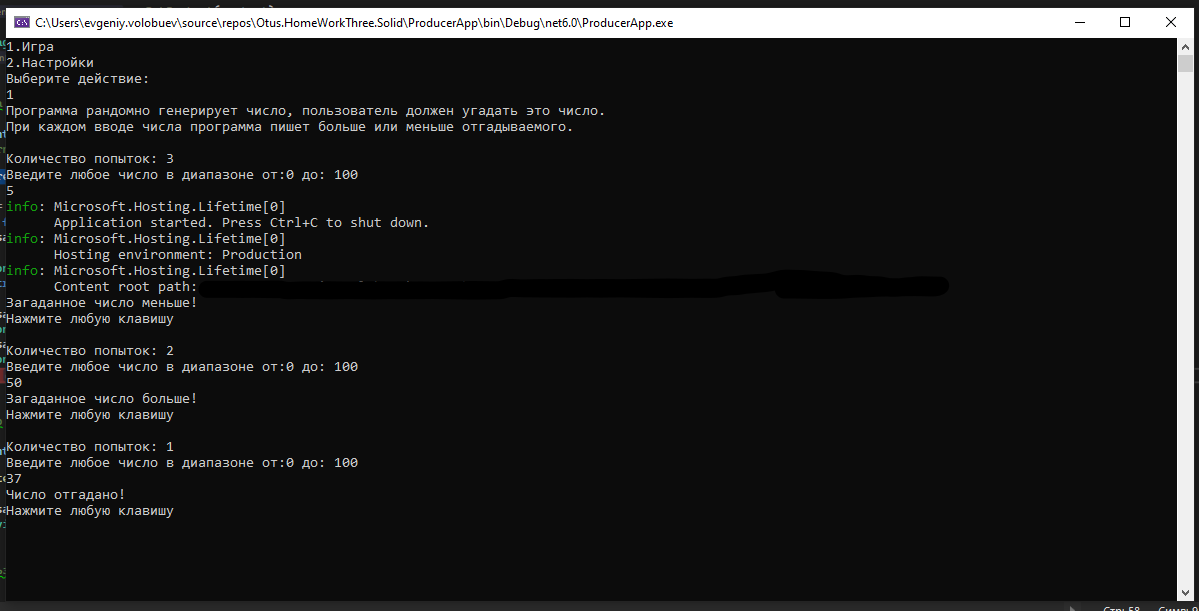 C:\Users\evgeniy.volobuev\source\repos\Otus.HomeWorkThree.Solid\ProducerApp\bin\Debug\net6.0\ProducerApp.exe
1.Игра
2.Настройки
Выберите действие:
1
Программа рандомно генерирует число, пользователь должен угадать это число.
При каждом вводе числа программа пишет больше или меньше отгадываемого.
Количество попыток: 3
Введите любое число в диапазоне от:0 до: 100
5
info: Microsoft.Hosting.Lifetime[0]
Application started. Press Ctrl+C to shut down.
info: Microsoft.Hosting.Lifetime[0]
Hosting environment: Production
info: Microsoft.Hosting.Lifetime[0]
Content root path:
Загаданное число меньше!
Нажмите любую клавишу
Количество попыток: 2
Введите любое число в диапазоне от:0 до: 100
50
Загаданное число больше!
Нажмите любую клавишу
Количество попыток: 1
Введите любое число в диапазоне от:0 до: 100
37
Число отгадано!
Нажмите любую клавишу